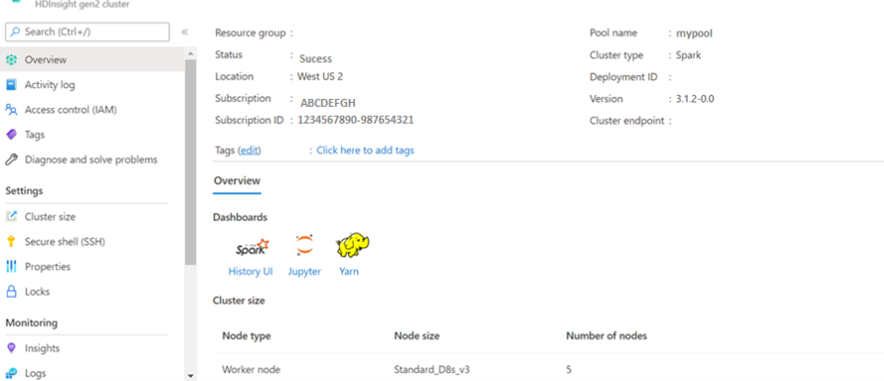 HDInsight gen2 cluster
Search (Ctrl+/)
«
Overview
Activity log
Access control (IAM)
Tags
Diagnose and solve problems
Settings
Cluster size
Secure shell (SSH)
Properties
Locks
Monitoring
Insights
Logs
Resource group :
Status : Sucess
Location : West US 2
Subscription : ABCDEFGH
Subscription ID : 1234567890-987654321
Pool name : mypool
Cluster type : Spark
Deployment ID :
Version : 3.1.2-0.0
Cluster endpoint :
Tags (edit) : Click here to add tags
Overview
Dashboards
Spark
History UI Jupyter Yarn
Cluster size
Node type Node size Number of nodes
Worker node Standard_D8s_v3 5